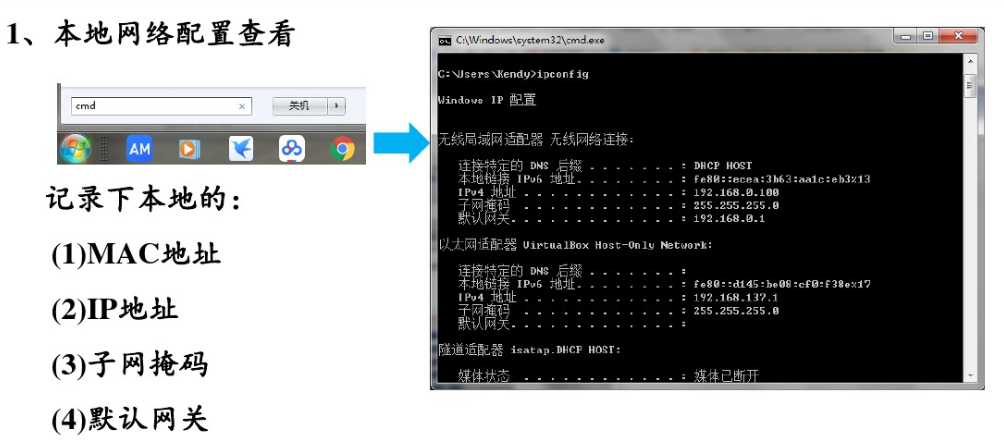 1、本地网络配置查看
cmd
关机
AM
记录下本地的:
(1)MAC地址
(2)IP地址
(3)子网掩码
(4)默认网关
C:\Windows\system32\cmd.exe
C:\Users\Kendy>ipconfig
Windows IP 配置
无线局域网适配器 无线网络连接:
连接特定的 DNS 后缀 . . . . . . . : DHCP HOST
本地链接 IPv6 地址. . . . . . . . : fe80::ecea:3b63:aa1c:eb3%13
IPv4 地址 . . . . . . . . . . . . : 192.168.0.100
子网掩码 . . . . . . . . . . . . : 255.255.255.0
默认网关. . . . . . . . . . . . . : 192.168.0.1
以太网适配器 VirtualBox Host-Only Network:
连接特定的 DNS 后缀 . . . . . . . :
本地链接 IPv6 地址. . . . . . . . : fe80::d145:be08:cf0:f38e%17
IPv4 地址 . . . . . . . . . . . . : 192.168.137.1
子网掩码 . . . . . . . . . . . . : 255.255.255.0
默认网关. . . . . . . . . . . . . :
隧道适配器 isatap.DHCP HOST:
媒体状态 . . . . . . . . . . . . : 媒体已断开